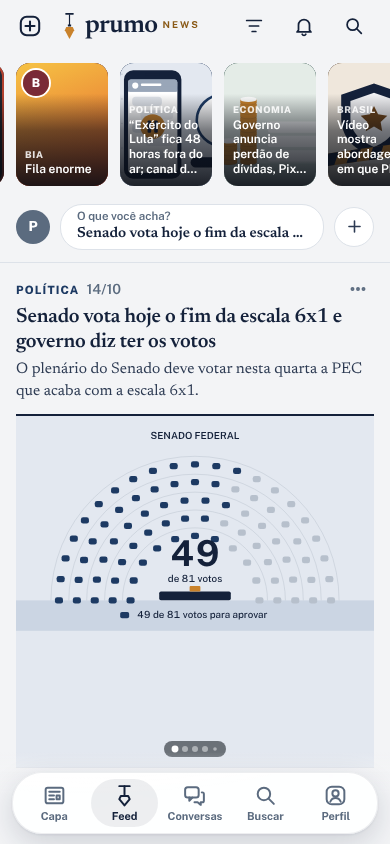 prumo NEWS
B
BIA
Fila enorme
POLÍTICA
“Exército do
Lula” fica 48
horas fora do
ar; canal d...
ECONOMIA
Governo
anuncia
perdão de
dívidas, Pix...
BRASIL
Vídeo
mostra
abordage
em que P
P
O que você acha?
Senado vota hoje o fim da escala ...
POLÍTICA 14/10
Senado vota hoje o fim da escala 6x1 e
governo diz ter os votos
O plenário do Senado deve votar nesta quarta a PEC
que acaba com a escala 6x1.
SENADO FEDERAL
49
de 81 votos
49 de 81 votos para aprovar
Capa
Feed
Conversas
Buscar
Perfil